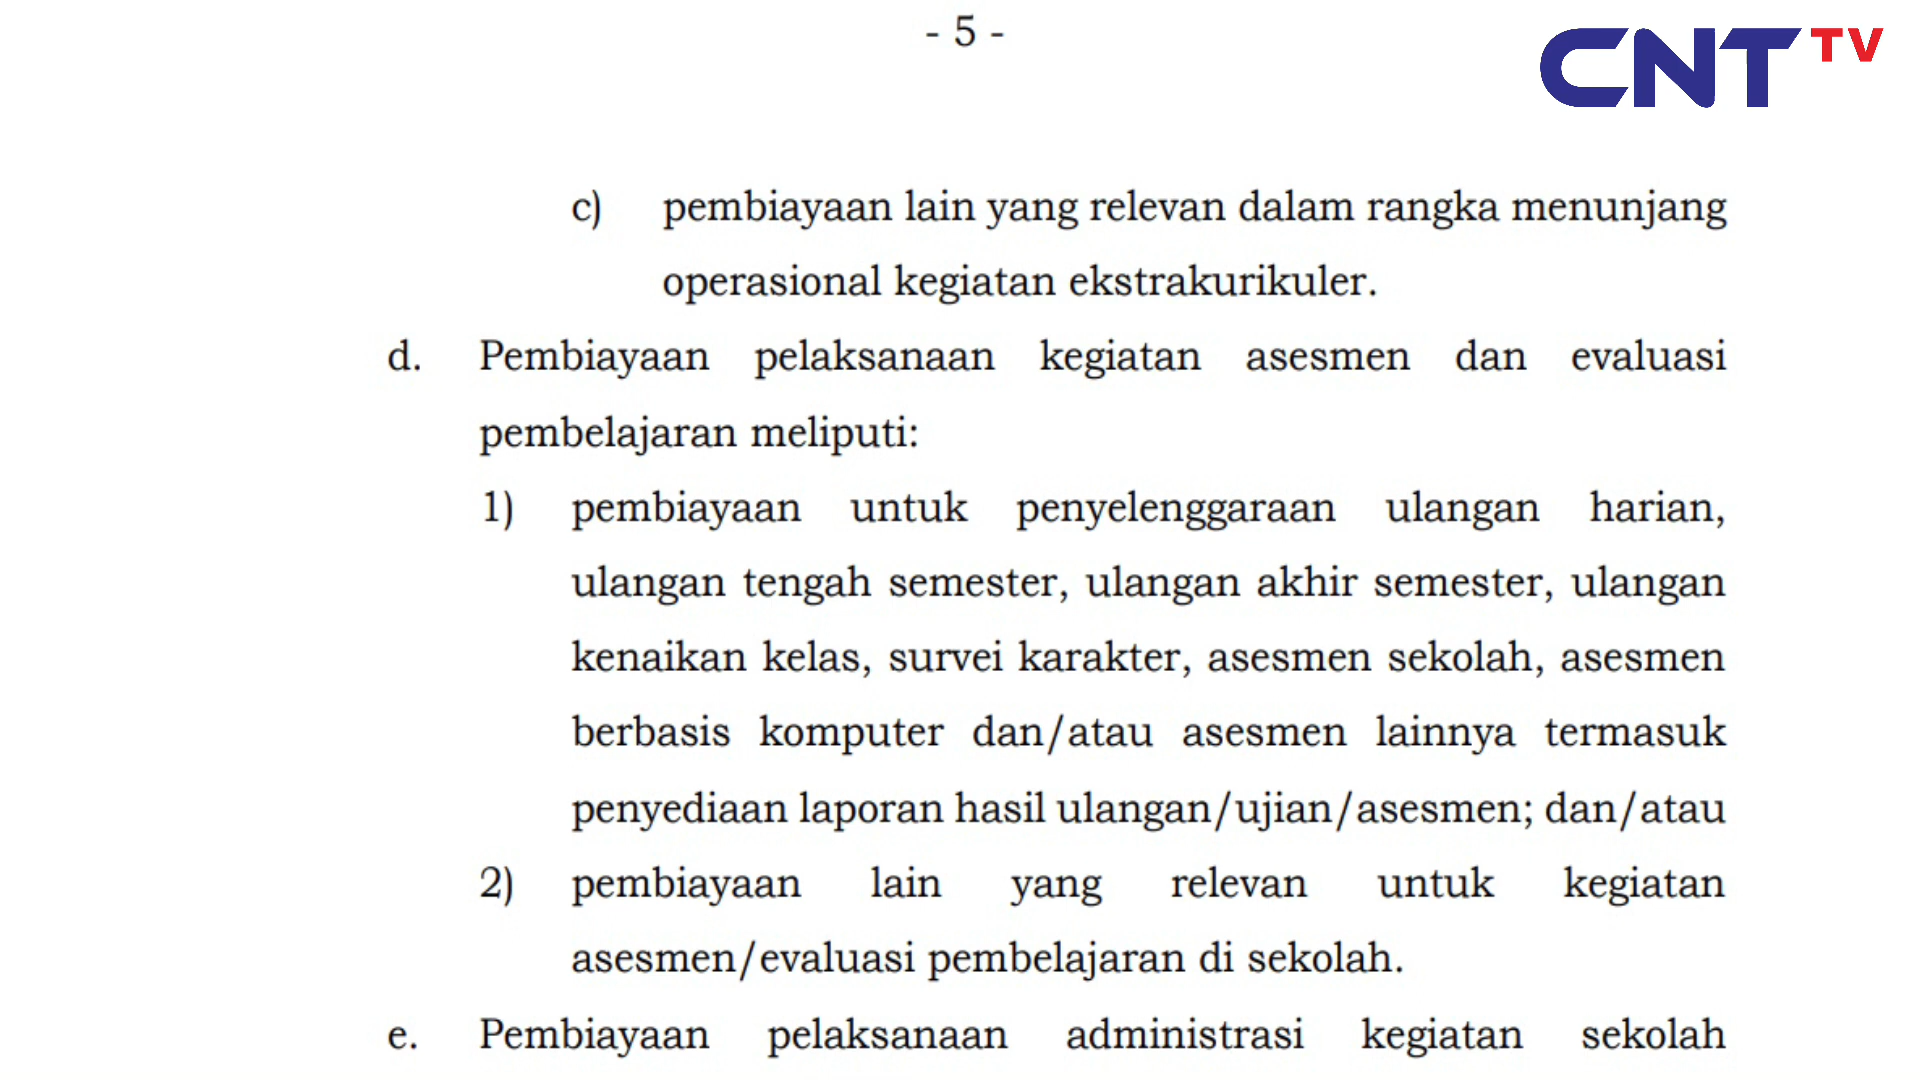 - 5 -
CNT TV
c) pembiayaan lain yang relevan dalam rangka menunjang
operasional kegiatan ekstrakurikuler.
d. Pembiayaan pelaksanaan kegiatan asesmen dan evaluasi
pembelajaran meliputi:
1) pembiayaan untuk penyelenggaraan ulangan harian,
ulangan tengah semester, ulangan akhir semester, ulangan
kenaikan kelas, survei karakter, asesmen sekolah, asesmen
berbasis komputer dan/atau asesmen lainnya termasuk
penyediaan laporan hasil ulangan/ujian/asesmen; dan/atau
2) pembiayaan lain yang relevan untuk kegiatan
asesmen/evaluasi pembelajaran di sekolah.
e. Pembiayaan pelaksanaan administrasi kegiatan sekolah